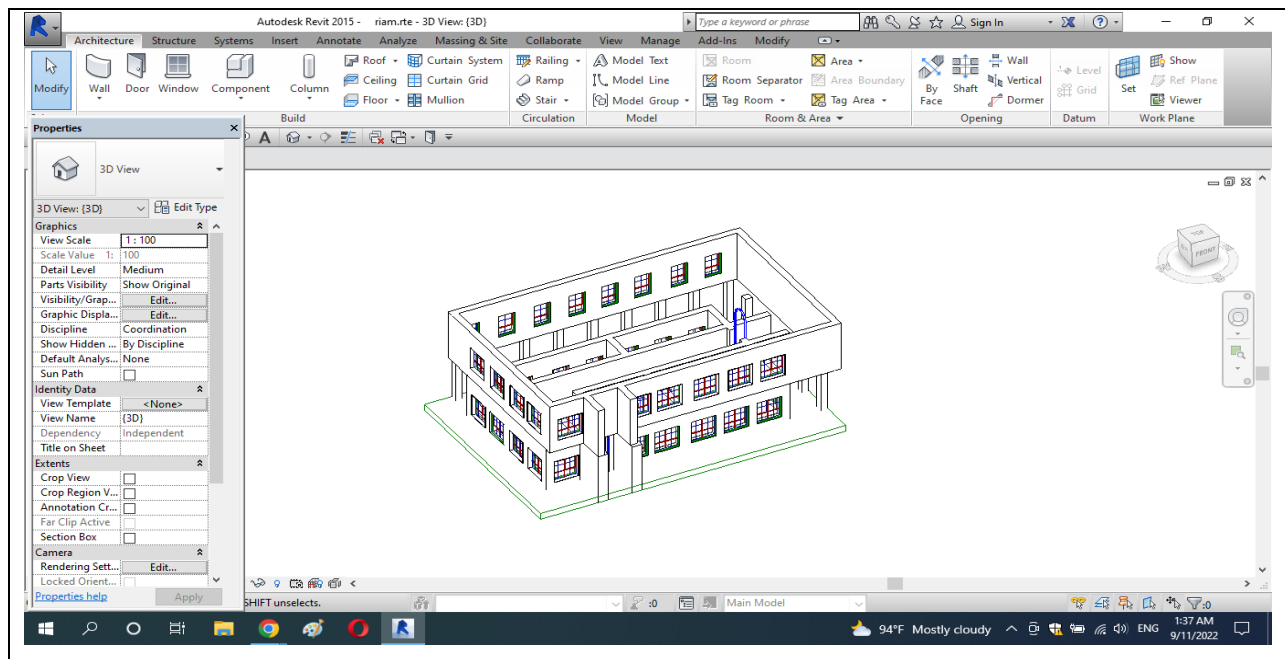 Autodesk Revit 2015 - riam.rte - 3D View: {3D}
Type a keyword or phrase
Sign In
Architecture Structure Systems Insert Annotate Analyze Massing & Site Collaborate View Manage Add-Ins Modify
Modify
Wall Door Window Component Column
Roof Curtain System
Ceiling Curtain Grid
Floor Mullion
Railing
Ramp
Stair
Model Text
Model Line
Model Group
Room
Room Separator
Tag Room
Area
Area Boundary
Tag Area
By Face
Shaft
Wall
Vertical
Dormer
Level
Grid
Set
Show
Ref Plane
Viewer
Build Circulation Model Room & Area Opening Datum Work Plane
Properties
3D View
3D View: {3D} Edit Type
Graphics
View Scale 1 : 100
Scale Value 1: 100
Detail Level Medium
Parts Visibility Show Original
Visibility/Grap... Edit...
Graphic Displa... Edit...
Discipline Coordination
Show Hidden ... By Discipline
Default Analys... None
Sun Path
Identity Data
View Template <None>
View Name {3D}
Dependency Independent
Title on Sheet
Extents
Crop View
Crop Region V...
Annotation Cr...
Far Clip Active
Section Box
Camera
Rendering Sett... Edit...
Locked Orient...
Properties help Apply
TOP
FRONT
SHIFT unselects.
:0
Main Model
:0
94°F Mostly cloudy
ENG
1:37 AM
9/11/2022